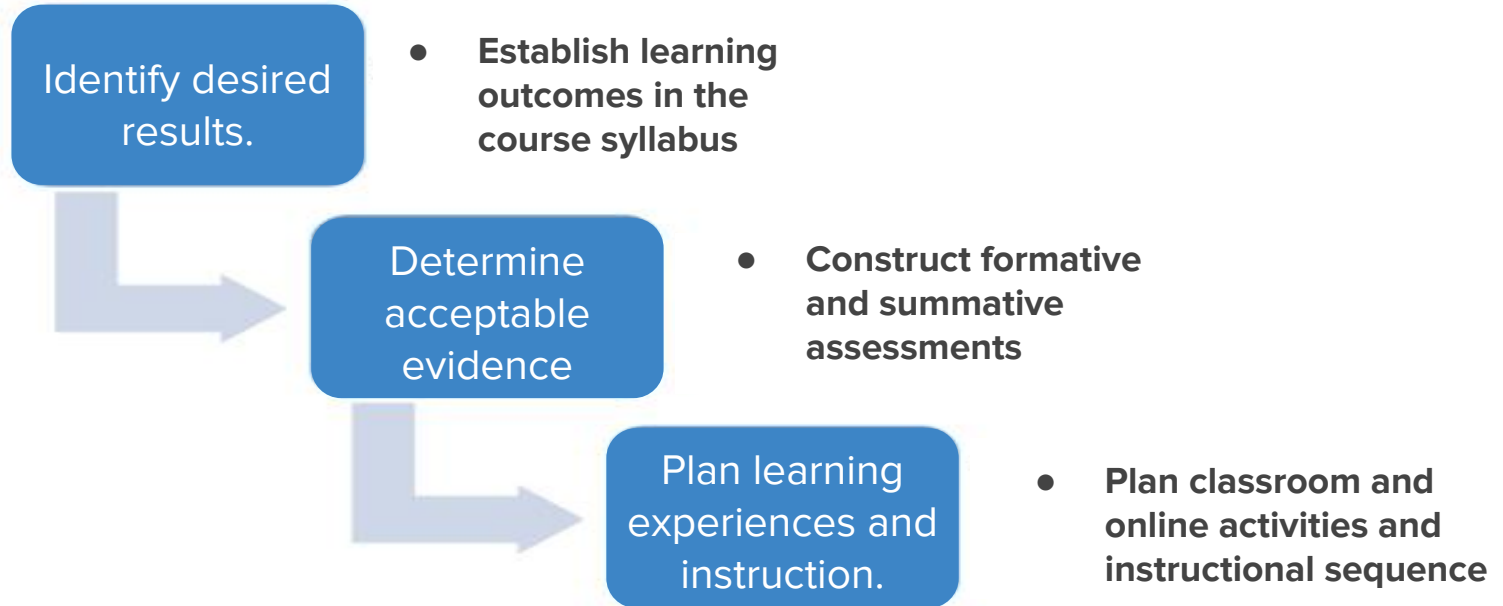 Identify desired
results.
● Establish learning
outcomes in the
course syllabus
Determine
acceptable
evidence
● Construct formative
and summative
assessments
Plan learning
experiences and
instruction.
● Plan classroom and
online activities and
instructional sequence